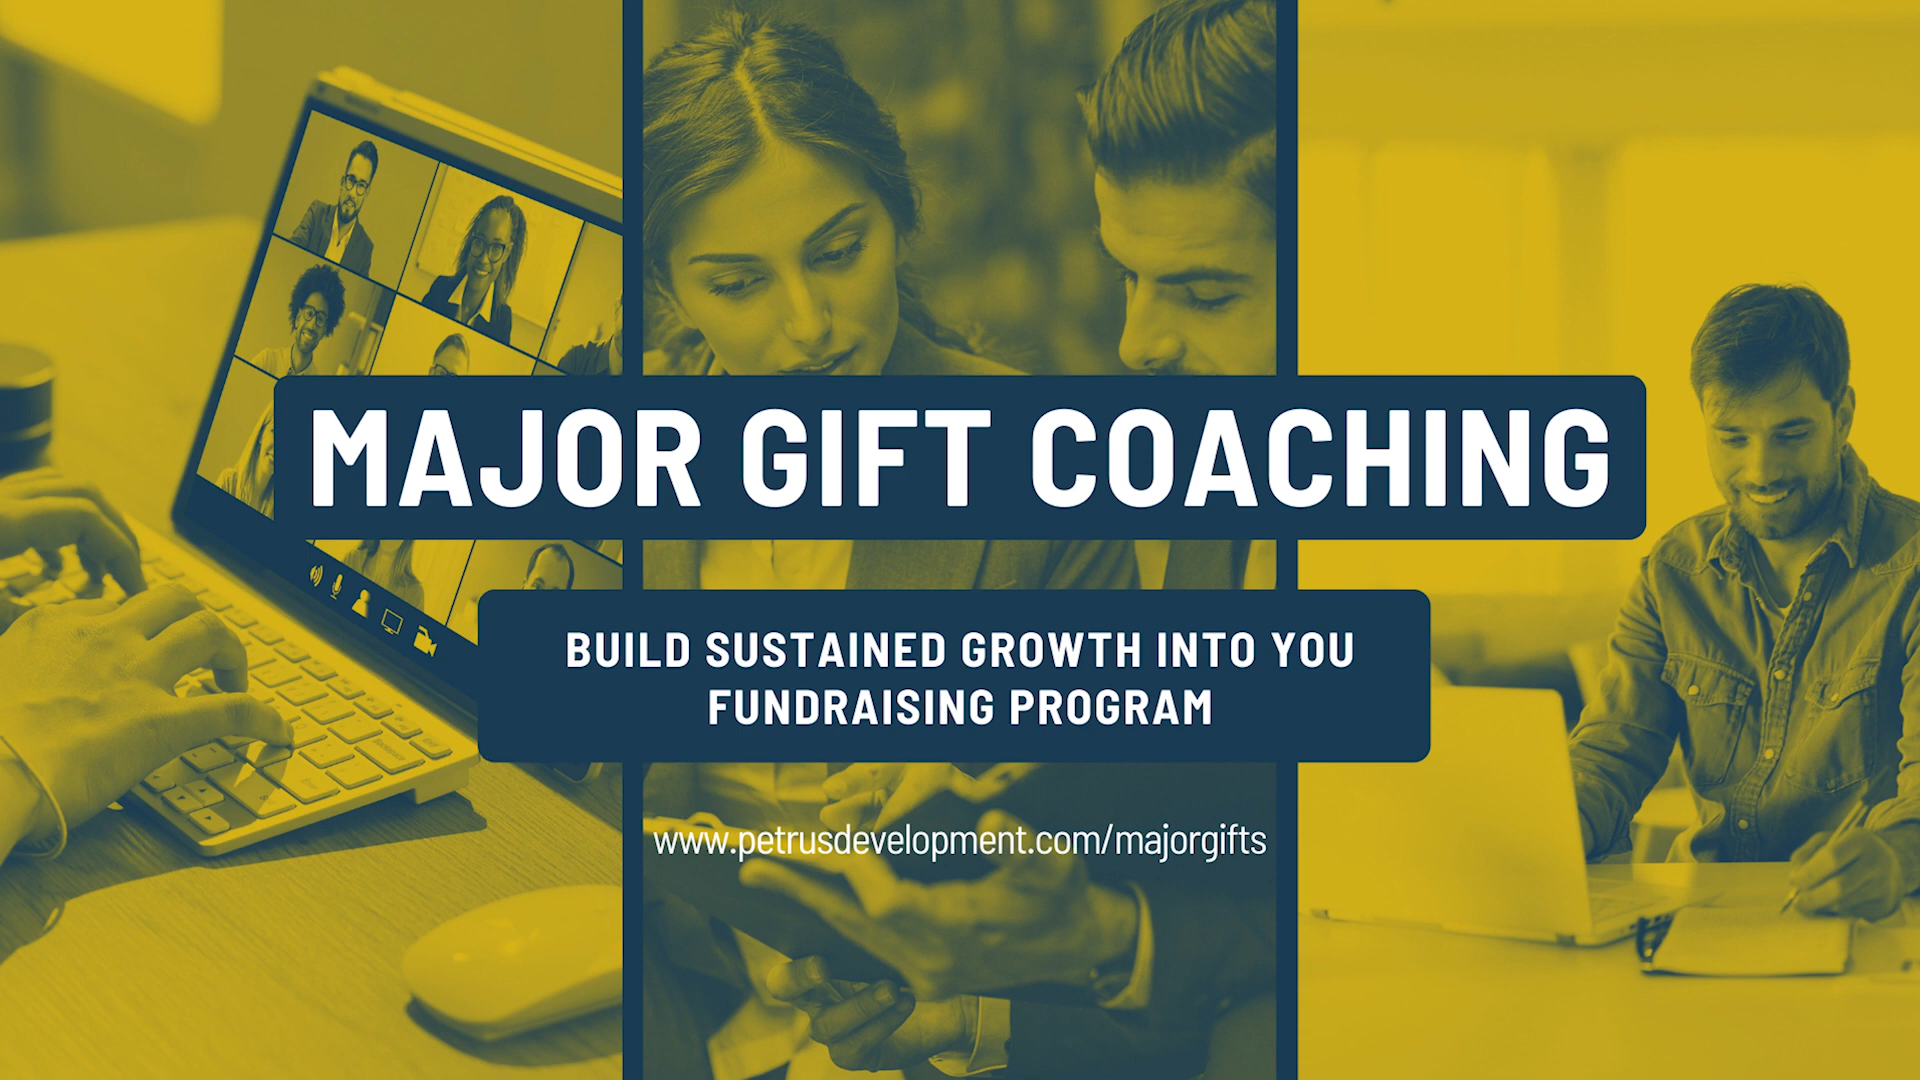 MAJOR GIFT COACHING
BUILD SUSTAINED GROWTH INTO YOU
FUNDRAISING PROGRAM
www.petrusdevelopment.com/majorgifts